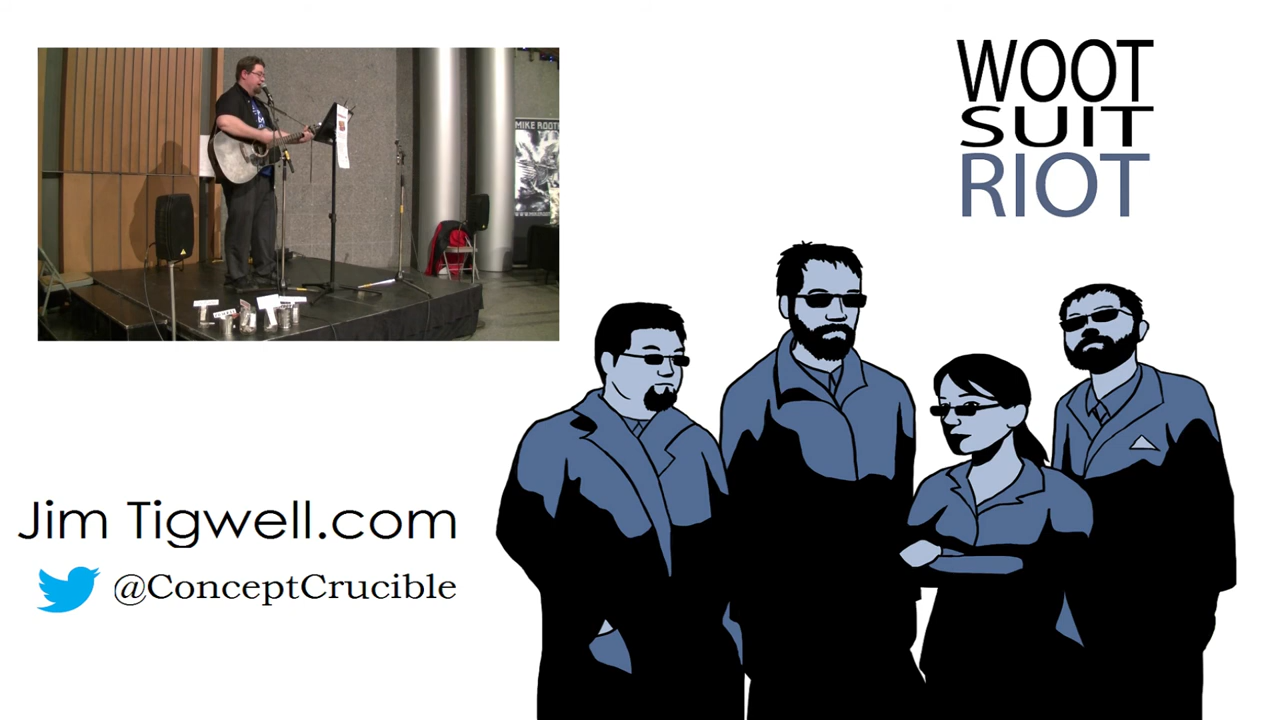 WOOT
SUIT
RIOT
MIKE ROOT
Jim Tigwell.com
@ConceptCrucible